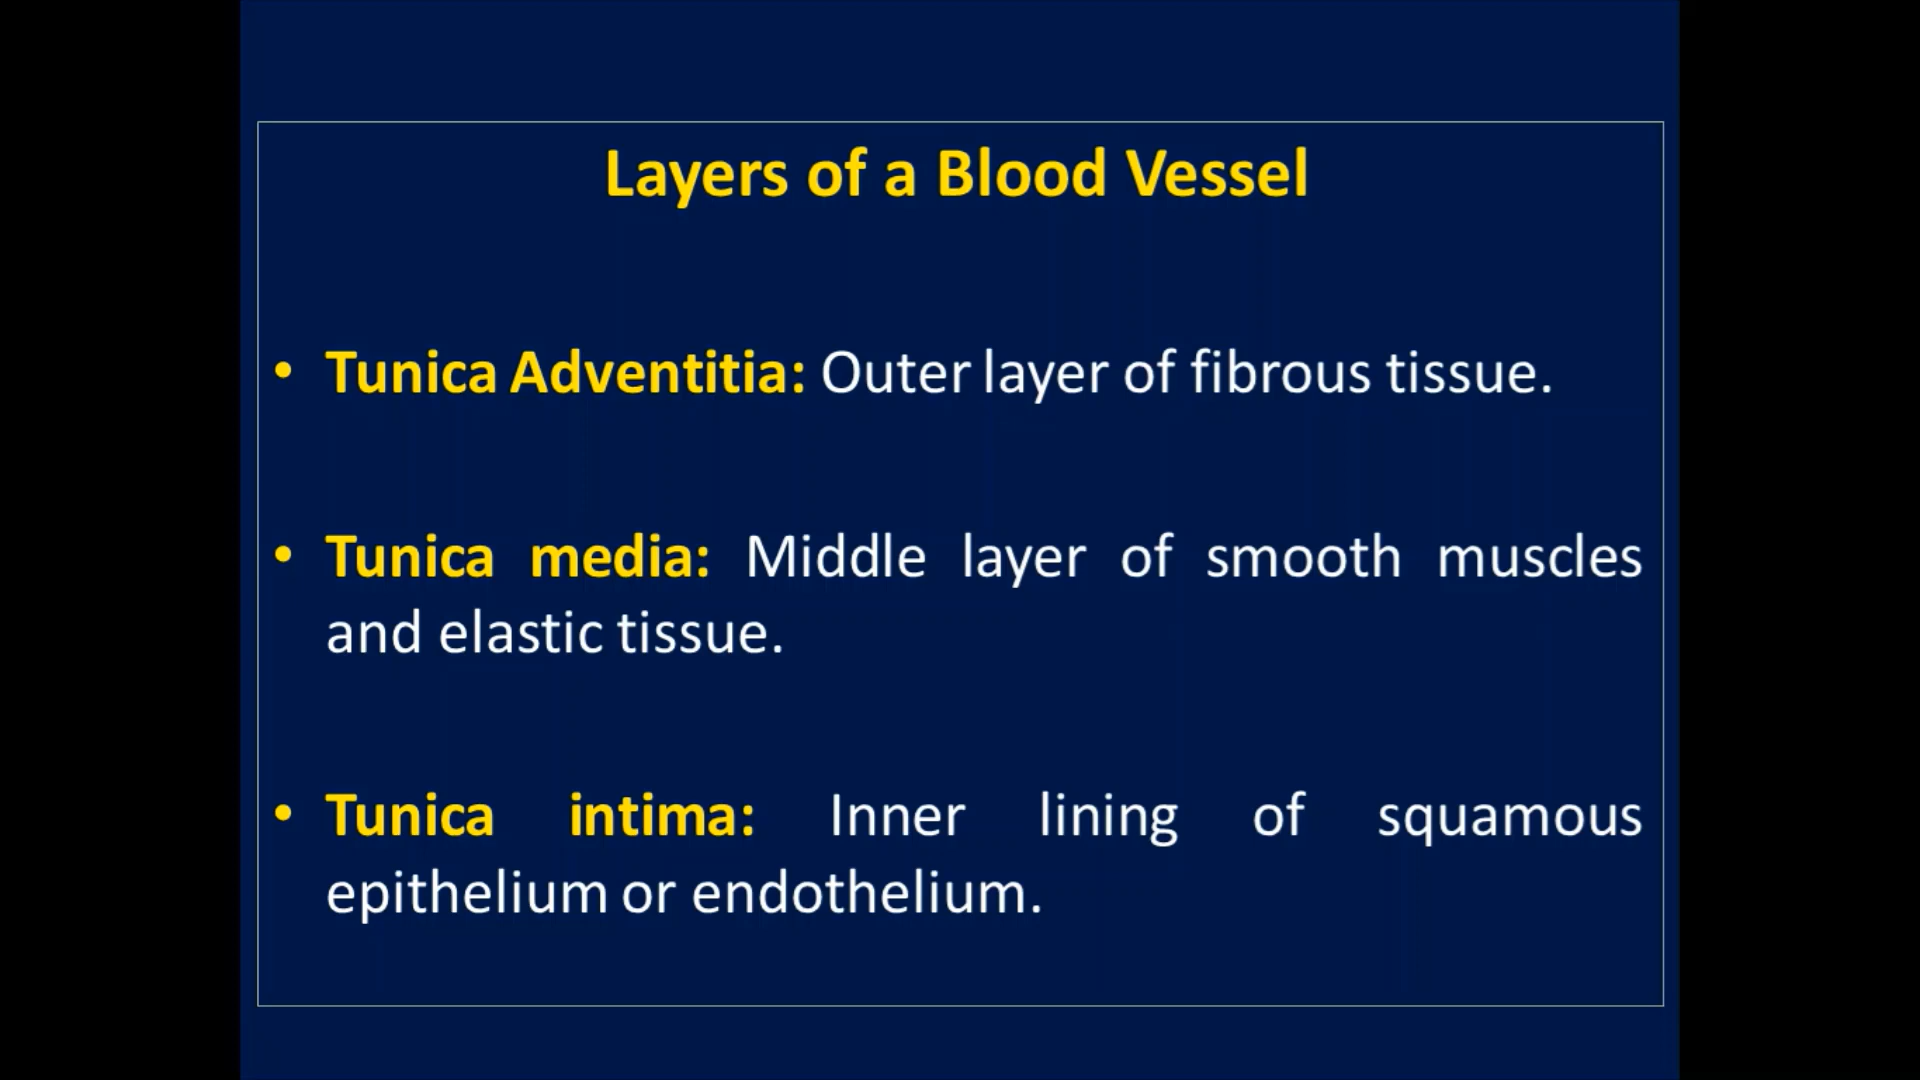 Layers of a Blood Vessel
• Tunica Adventitia: Outer layer of fibrous tissue.
• Tunica media: Middle layer of smooth muscles
and elastic tissue.
• Tunica intima: Inner lining of squamous
epithelium or endothelium.